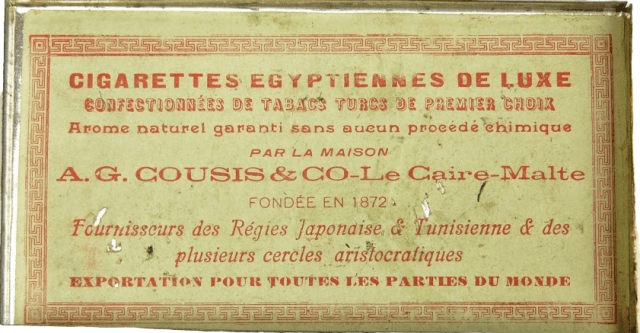 CIGARETTES EGYPTIENNES DE LUXE
CONFECTIONNÉES DE TABACS TURCS DE PREMIER CHOIX
Arome naturel garanti sans aucun procédé chimique
PAR LA MAISON
A. G. COUSIS & CO-Le Caire-Malte
FONDÉE EN 1872
Fournisseurs des Régies Japonaise & Tunisienne & des
plusieurs cercles aristocratiques
EXPORTATION POUR TOUTES LES PARTIES DU MONDE